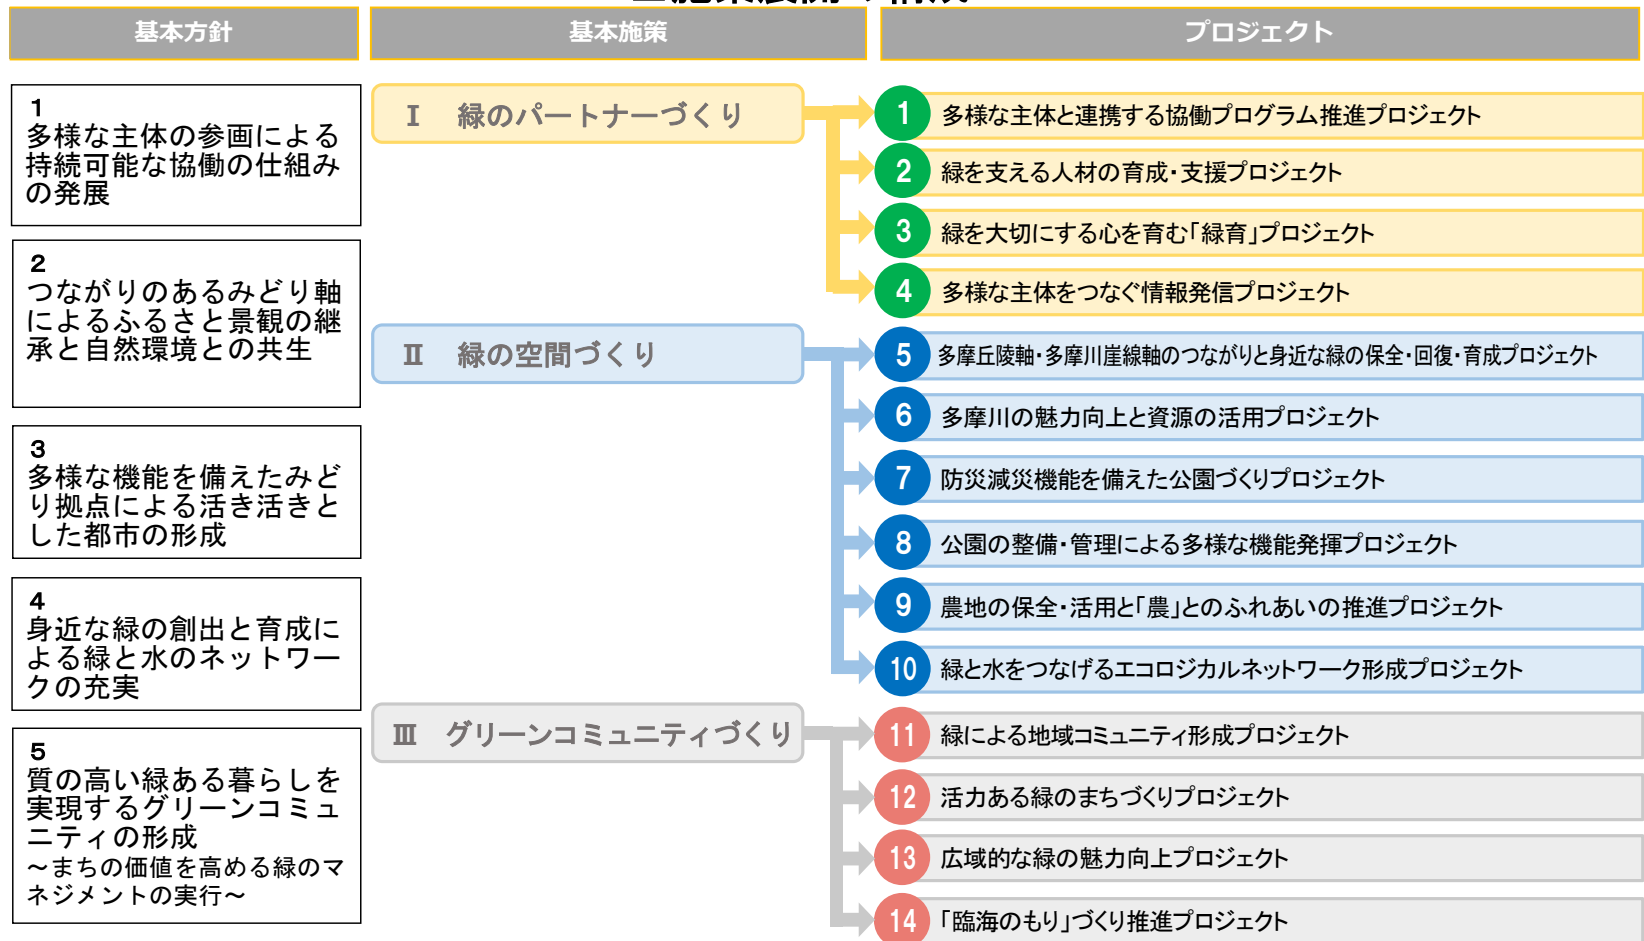 基本方針
基本施策
プロジェクト
1
多様な主体の参画による
持続可能な協働の仕組み
の発展
2
つながりのあるみどり軸
によるふるさと景観の継
承と自然環境との共生
3
多様な機能を備えたみど
り拠点による活き活きと
した都市の形成
4
身近な緑の創出と育成に
よる緑と水のネットワー
クの充実
5
質の高い緑ある暮らしを
実現するグリーンコミュ
ニティの形成
~まちの価値を高める緑のマ
ネジメントの実行~
Ⅰ 緑のパートナーづくり
1 多様な主体と連携する協働プログラム推進プロジェクト
2 緑を支える人材の育成・支援プロジェクト
3 緑を大切にする心を育む「緑育」プロジェクト
4 多様な主体をつなぐ情報発信プロジェクト
Ⅱ 緑の空間づくり
5 多摩丘陵軸・多摩川崖線軸のつながりと身近な緑の保全・回復・育成プロジェクト
6 多摩川の魅力向上と資源の活用プロジェクト
7 防災減災機能を備えた公園づくりプロジェクト
8 公園の整備・管理による多様な機能発揮プロジェクト
9 農地の保全・活用と「農」とのふれあいの推進プロジェクト
10 緑と水をつなげるエコロジカルネットワーク形成プロジェクト
Ⅲ グリーンコミュニティづくり
11 緑による地域コミュニティ形成プロジェクト
12 活力ある緑のまちづくりプロジェクト
13 広域的な緑の魅力向上プロジェクト
14 「臨海のもり」づくり推進プロジェクト